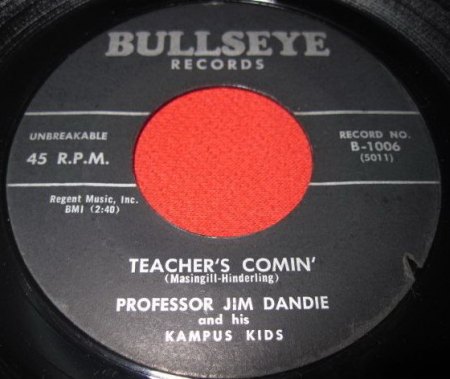 BULLSEYE
RECORDS
UNBREAKABLE
45 R.P.M.
RECORD NO.
B-1006
(5011)
Regent Music, Inc.
BMI (2:40)
TEACHER'S COMIN'
(Masingill-Hinderling)
PROFESSOR JIM DANDIE
and his
KAMPUS KIDS